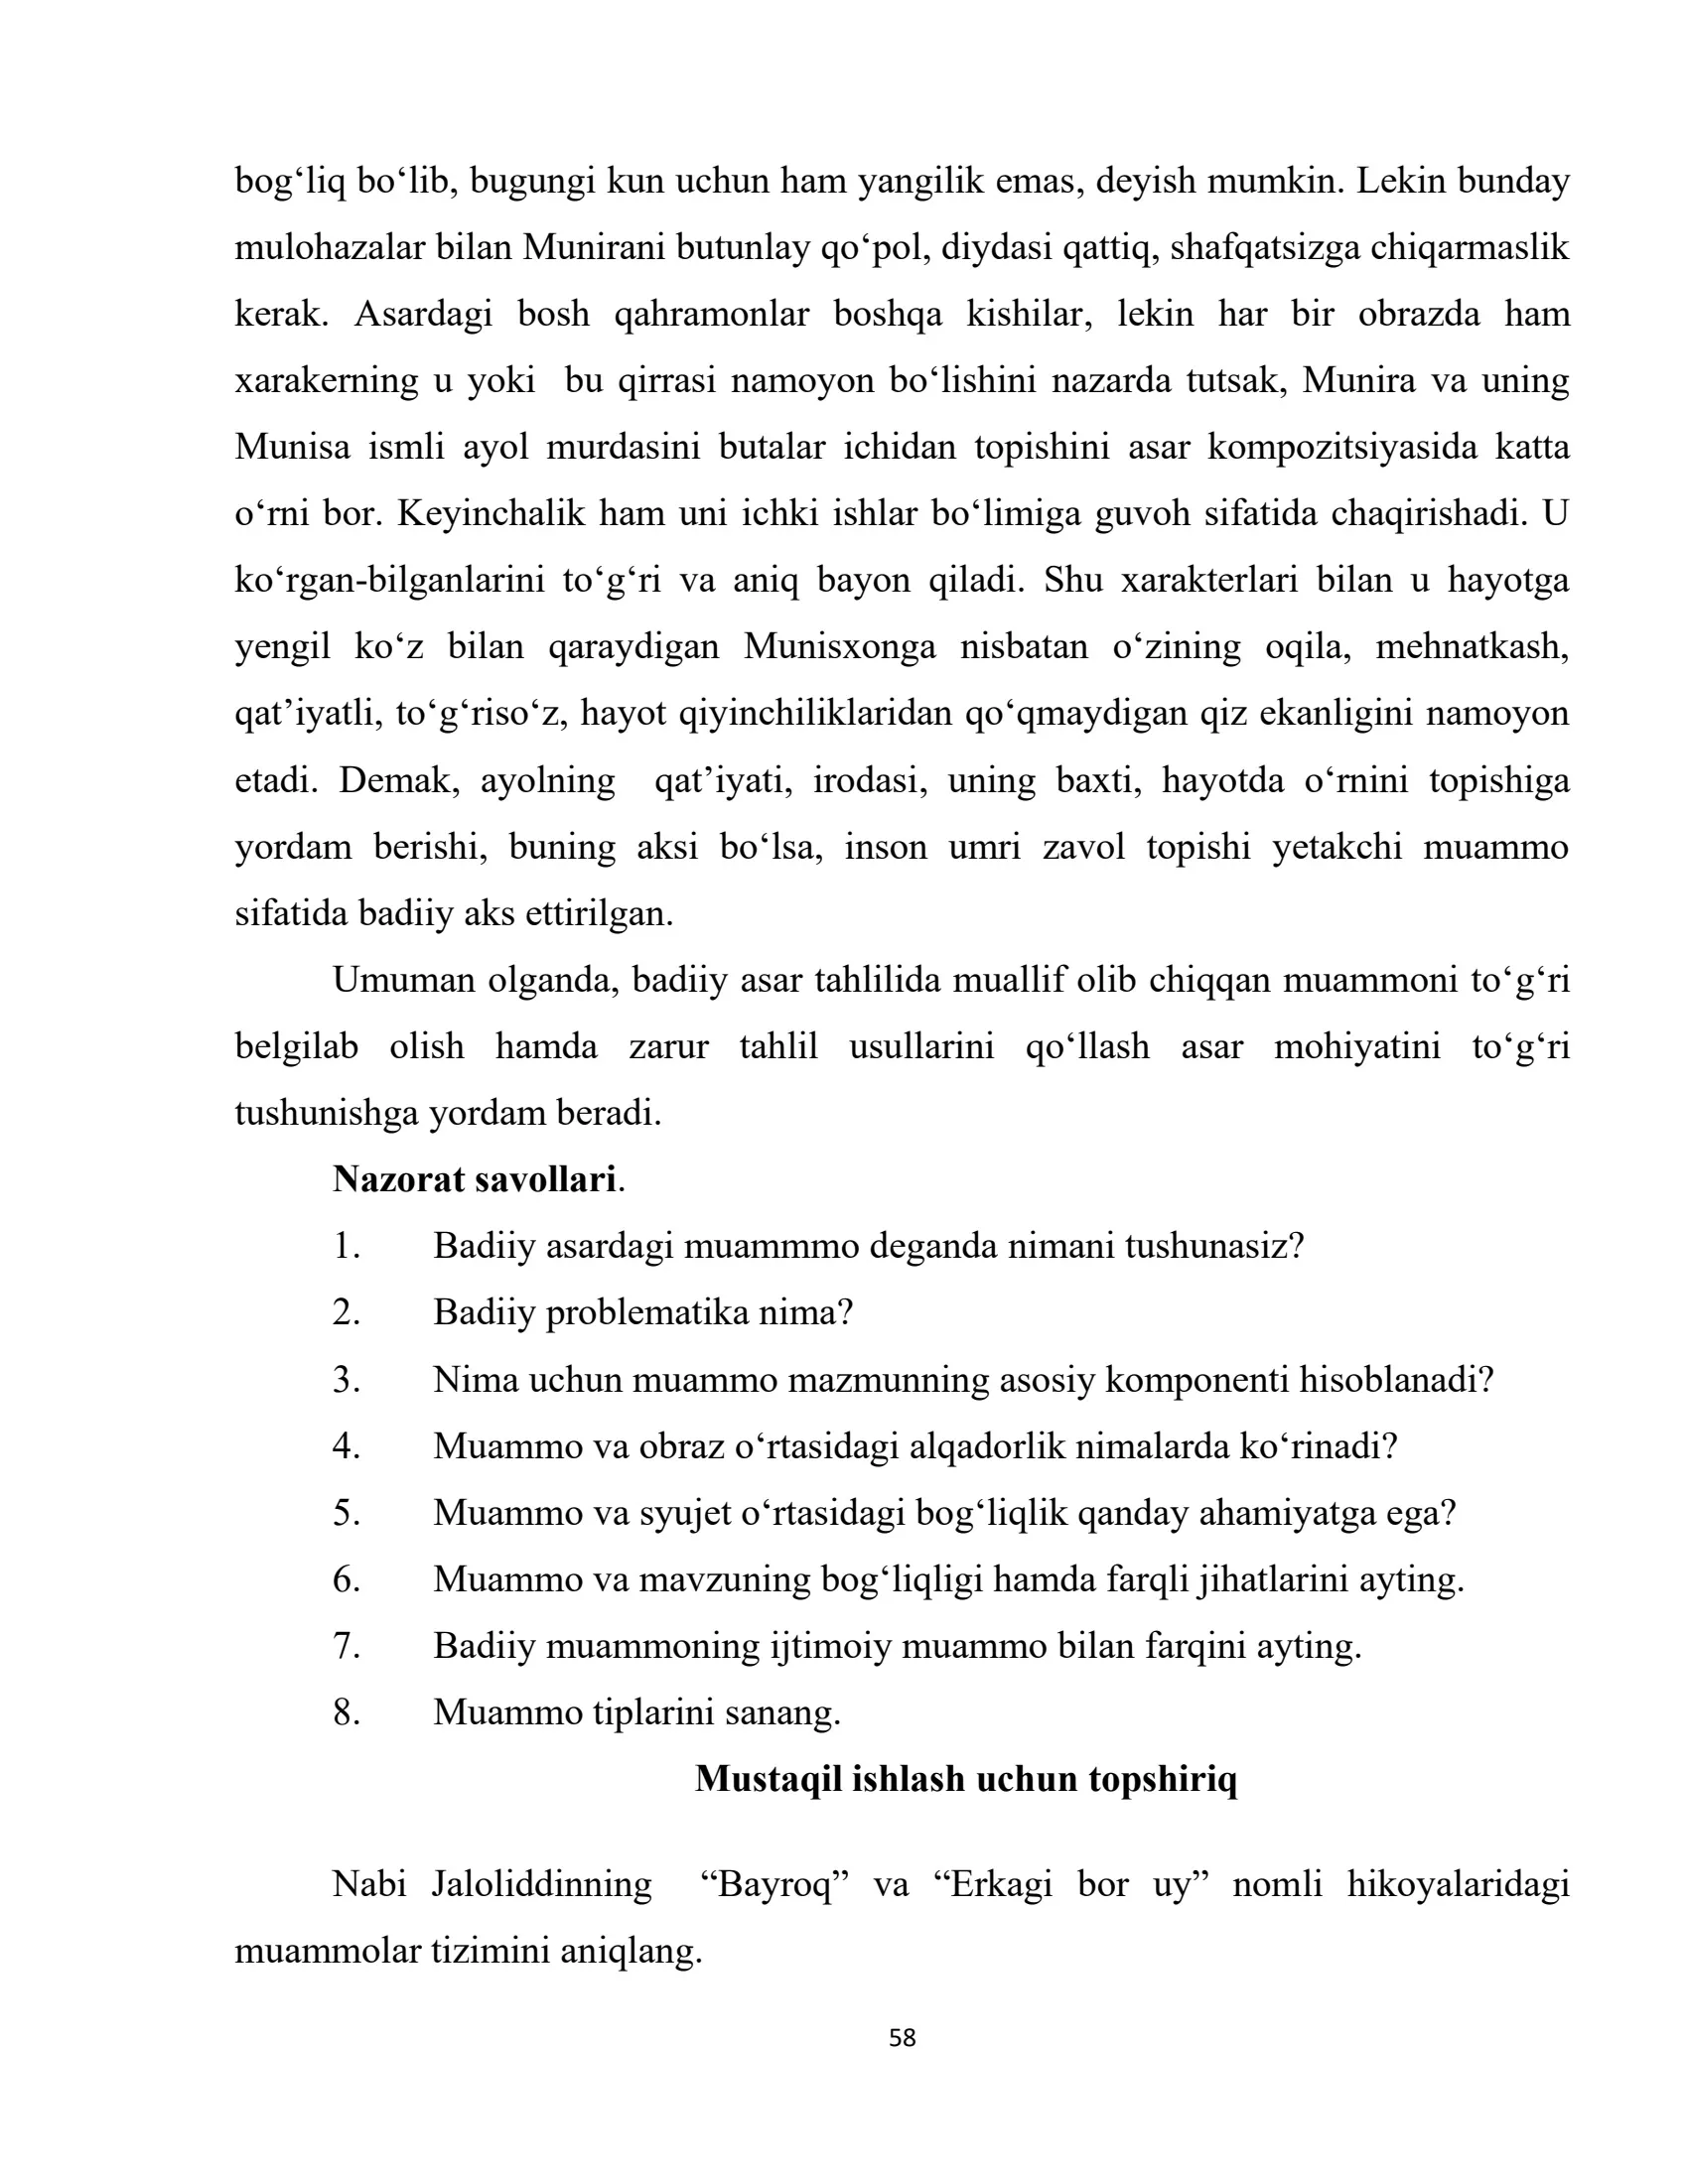 bog‘liq bo‘lib, bugungi kun uchun ham yangilik emas, deyish mumkin. Lekin bunday
mulohazalar bilan Munirani butunlay qo‘pol, diydasi qattiq, shafqatsizga chiqarmaslik
kerak. Asardagi bosh qahramonlar boshqa kishilar, lekin har bir obrazda ham
xarakerning u yoki  bu qirrasi namoyon bo‘lishini nazarda tutsak, Munira va uning
Munisa ismli ayol murdasini butalar ichidan topishini asar kompozitsiyasida katta
o‘rni bor. Keyinchalik ham uni ichki ishlar bo‘limiga guvoh sifatida chaqirishadi. U
ko‘rgan-bilganlarini to‘g‘ri va aniq bayon qiladi. Shu xarakterlari bilan u hayotga
yengil ko‘z bilan qaraydigan Munisxonga nisbatan o‘zining oqila, mehnatkash,
qat’iyatli, to‘g‘riso‘z, hayot qiyinchiliklaridan qo‘qmaydigan qiz ekanligini namoyon
etadi. Demak, ayolning  qat’iyati, irodasi, uning baxti, hayotda o‘rnini topishiga
yordam berishi, buning aksi bo‘lsa, inson umri zavol topishi yetakchi muammo
sifatida badiiy aks ettirilgan.
Umuman olganda, badiiy asar tahlilida muallif olib chiqqan muammoni to‘g‘ri
belgilab olish hamda zarur tahlil usullarini qo‘llash asar mohiyatini to‘g‘ri
tushunishga yordam beradi.
Nazorat savollari.
1. Badiiy asardagi muammmo deganda nimani tushunasiz?
2. Badiiy problematika nima?
3. Nima uchun muammo mazmunning asosiy komponenti hisoblanadi?
4. Muammo va obraz o‘rtasidagi alqadorlik nimalarda ko‘rinadi?
5. Muammo va syujet o‘rtasidagi bog‘liqlik qanday ahamiyatga ega?
6. Muammo va mavzuning bog‘liqligi hamda farqli jihatlarini ayting.
7. Badiiy muammoning ijtimoiy muammo bilan farqini ayting.
8. Muammo tiplarini sanang.
Mustaqil ishlash uchun topshiriq
Nabi Jaloliddinning  “Bayroq” va “Erkagi bor uy” nomli hikoyalaridagi
muammolar tizimini aniqlang.
58